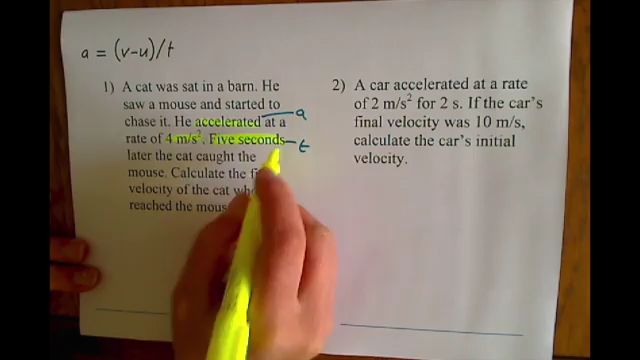 a = (v-u)/t
1) A cat was sat in a barn. He
saw a mouse and started to
chase it. He accelerated at a
a
rate of 4 m/s². Five seconds
t
later the cat caught the
mouse. Calculate the
velocity of the cat
reached the
2) A car accelerated at a rate
of 2 m/s² for 2 s. If the car's
final velocity was 10 m/s,
calculate the car's initial
velocity.